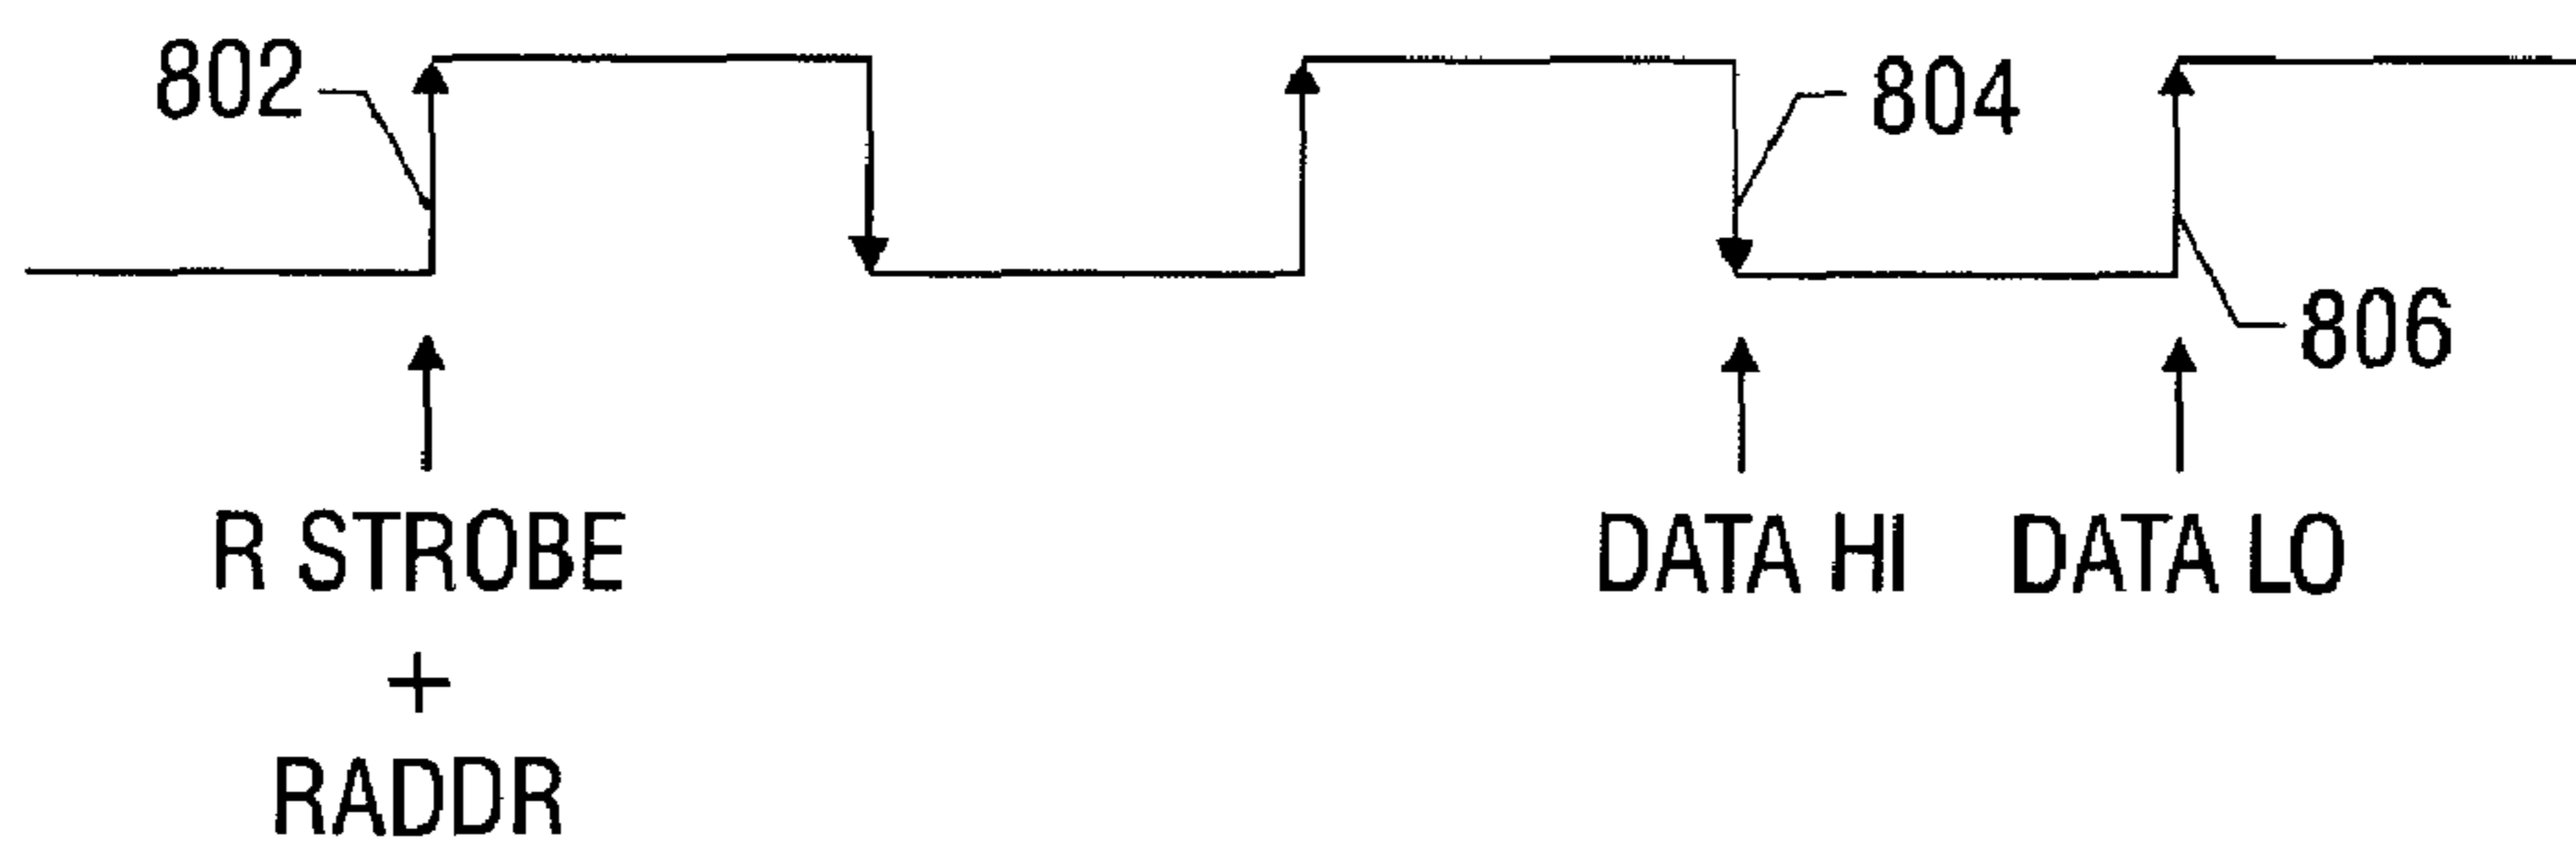 802
804
806
R STROBE
+
RADDR
DATA HI
DATA LO